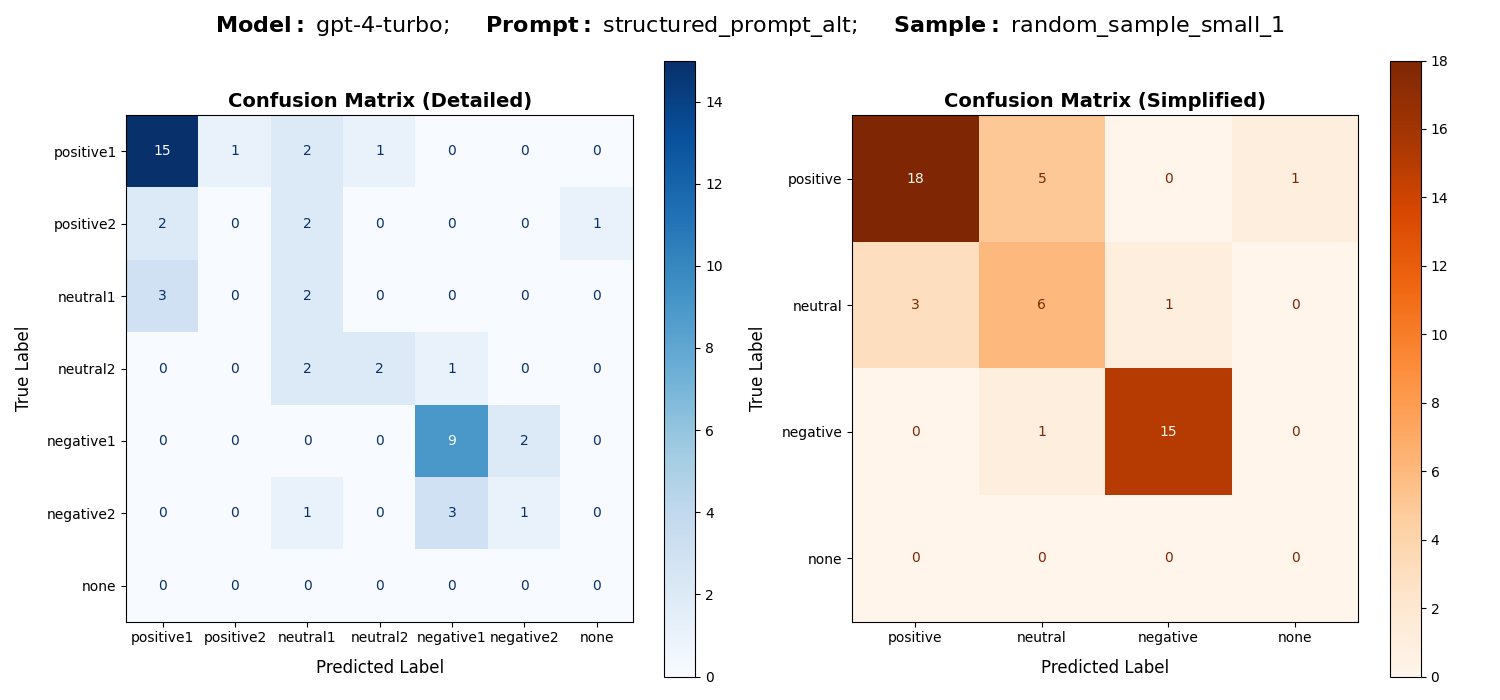 Model: gpt-4-turbo; Prompt: structured_prompt_alt; Sample: random_sample_small_1
Confusion Matrix (Detailed)
True Label
positive1 15 1 2 1 0 0 0
positive2 2 0 2 0 0 0 1
neutral1 3 0 2 0 0 0 0
neutral2 0 0 2 2 1 0 0
negative1 0 0 0 0 9 2 0
negative2 0 0 1 0 3 1 0
none 0 0 0 0 0 0 0
positive1 positive2 neutral1 neutral2 negative1 negative2 none
Predicted Label
14
12
10
8
6
4
2
0
Confusion Matrix (Simplified)
True Label
positive 18 5 0 1
neutral 3 6 1 0
negative 0 1 15 0
none 0 0 0 0
positive neutral negative none
Predicted Label
18
16
14
12
10
8
6
4
2
0